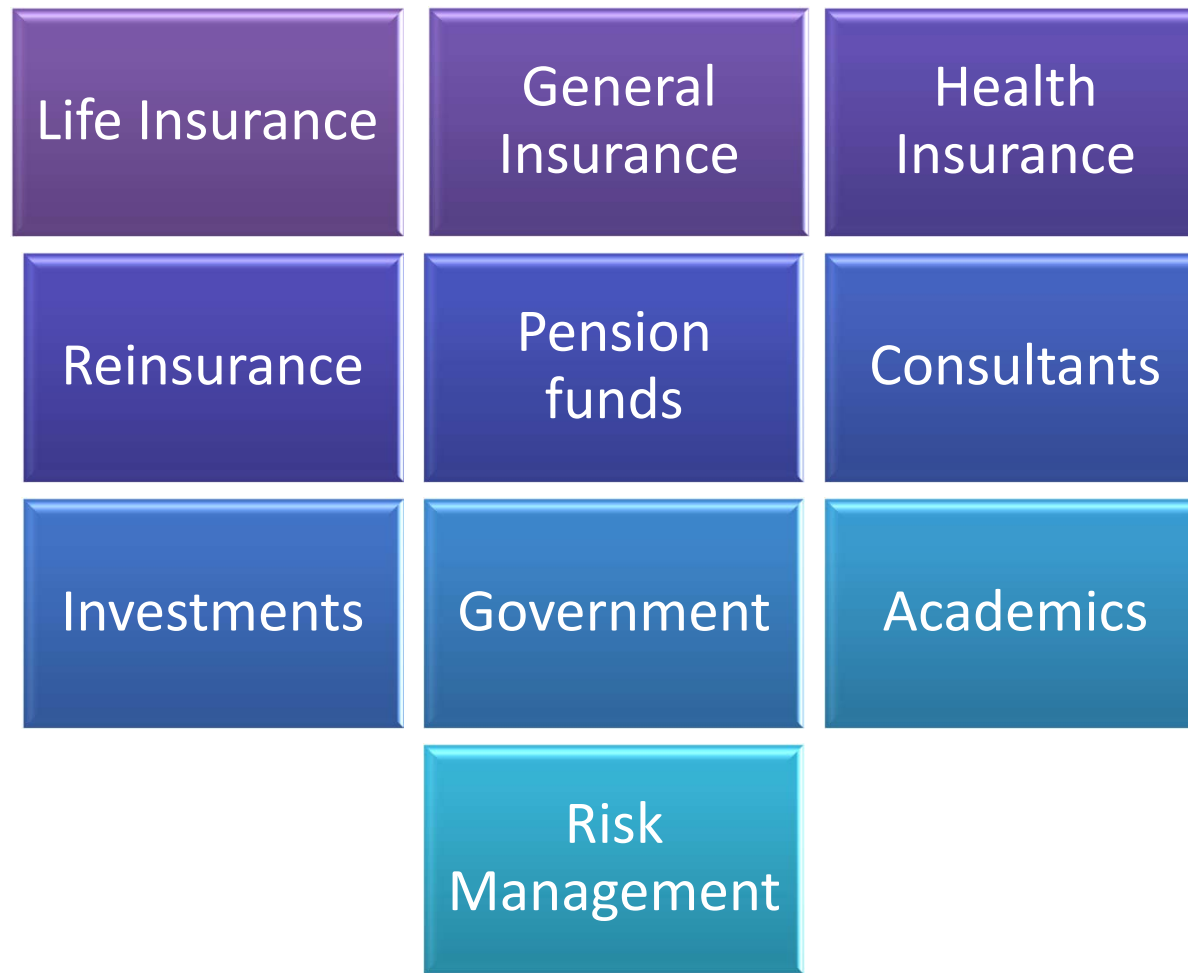 Life Insurance
General
Insurance
Health
Insurance
Reinsurance
Pension
funds
Consultants
Investments
Government
Academics
Risk
Management